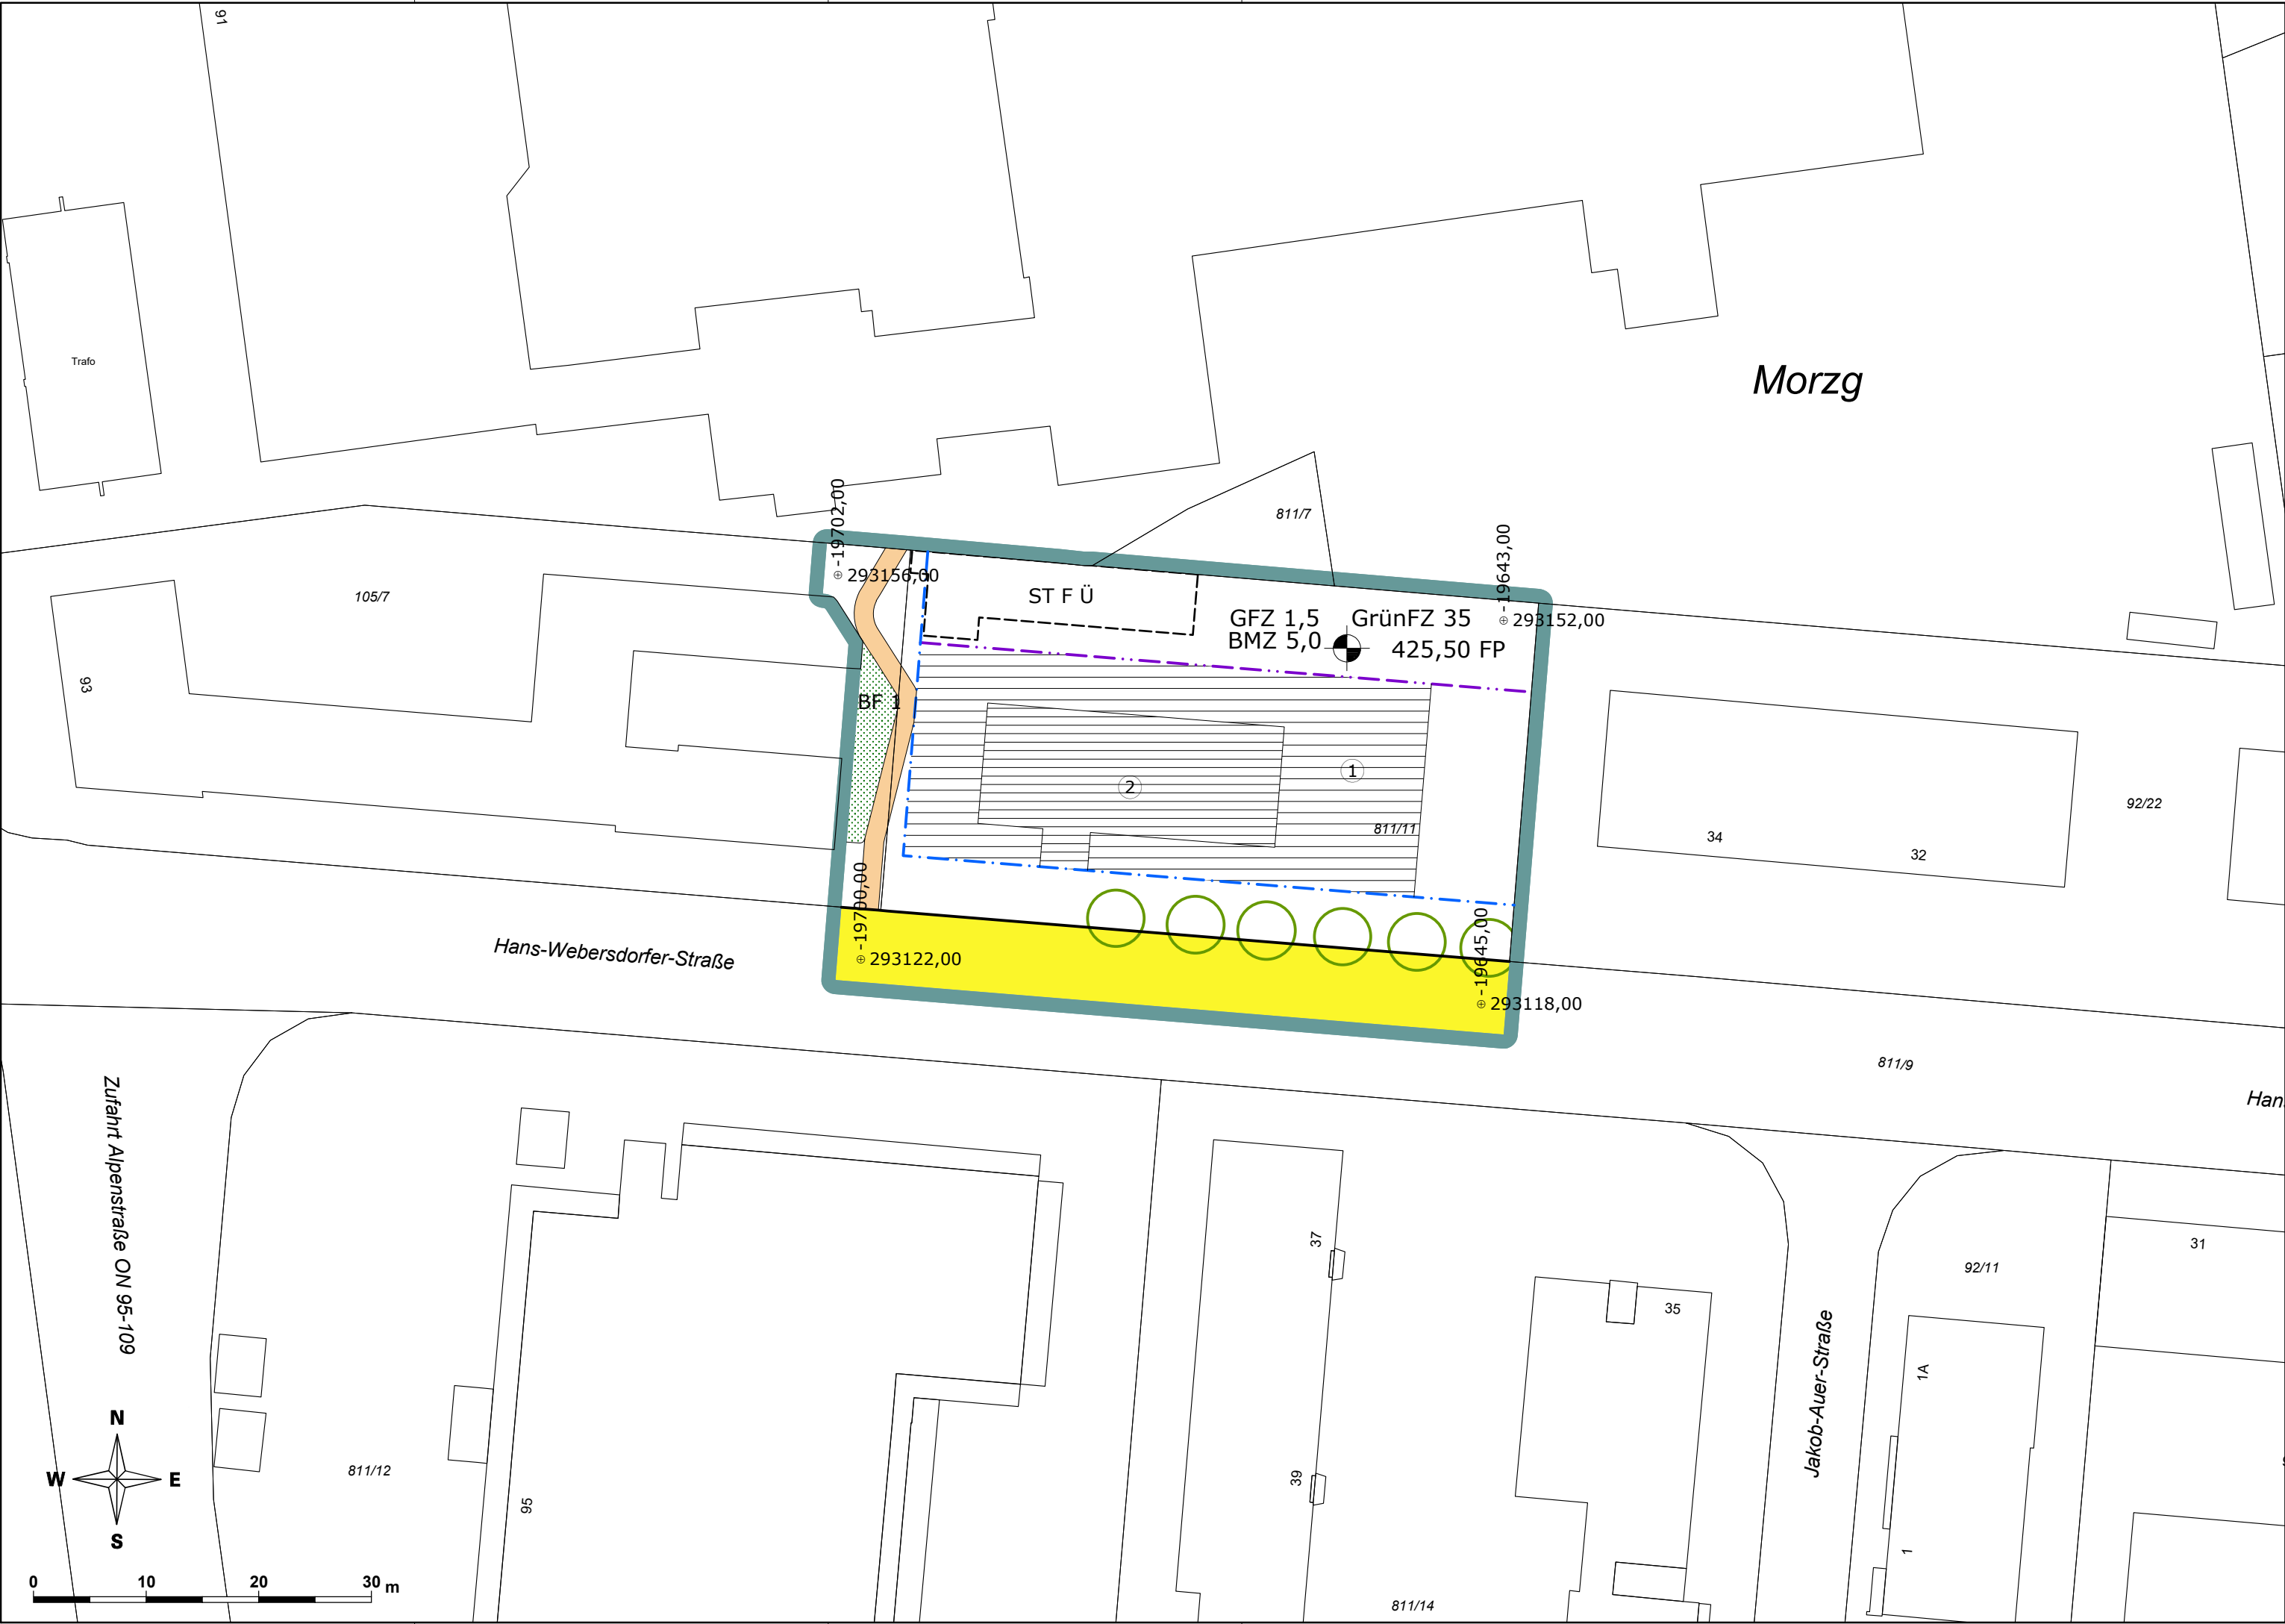 91
Trafo
Morzg
-19702,00
811/7
-19643,00
293156,00
105/7
ST F Ü
GFZ 1,5
GrünFZ 35
293152,00
BMZ 5,0
425,50 FP
93
BF 1
1
2
811/11
92/22
34
32
-19700,00
Hans-Webersdorfer-Straße
293122,00
-19645,00
293118,00
811/9
Han
Zufahrt Alpenstraße ON 95-109
37
31
92/11
35
Jakob-Auer-Straße
1A
N
W
E
S
811/12
39
95
1
0
10
20
30 m
811/14